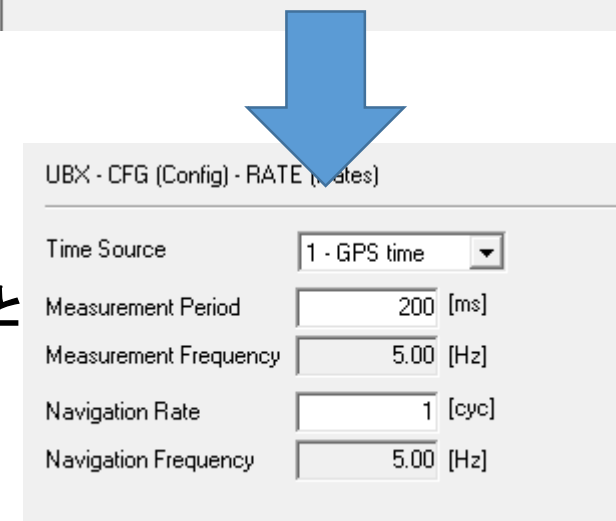 UBX - CFG (Config) - RATE
Time Source 1 - GPS time
と Measurement Period 200 [ms]
Measurement Frequency 5.00 [Hz]
Navigation Rate 1 [cyc]
Navigation Frequency 5.00 [Hz]